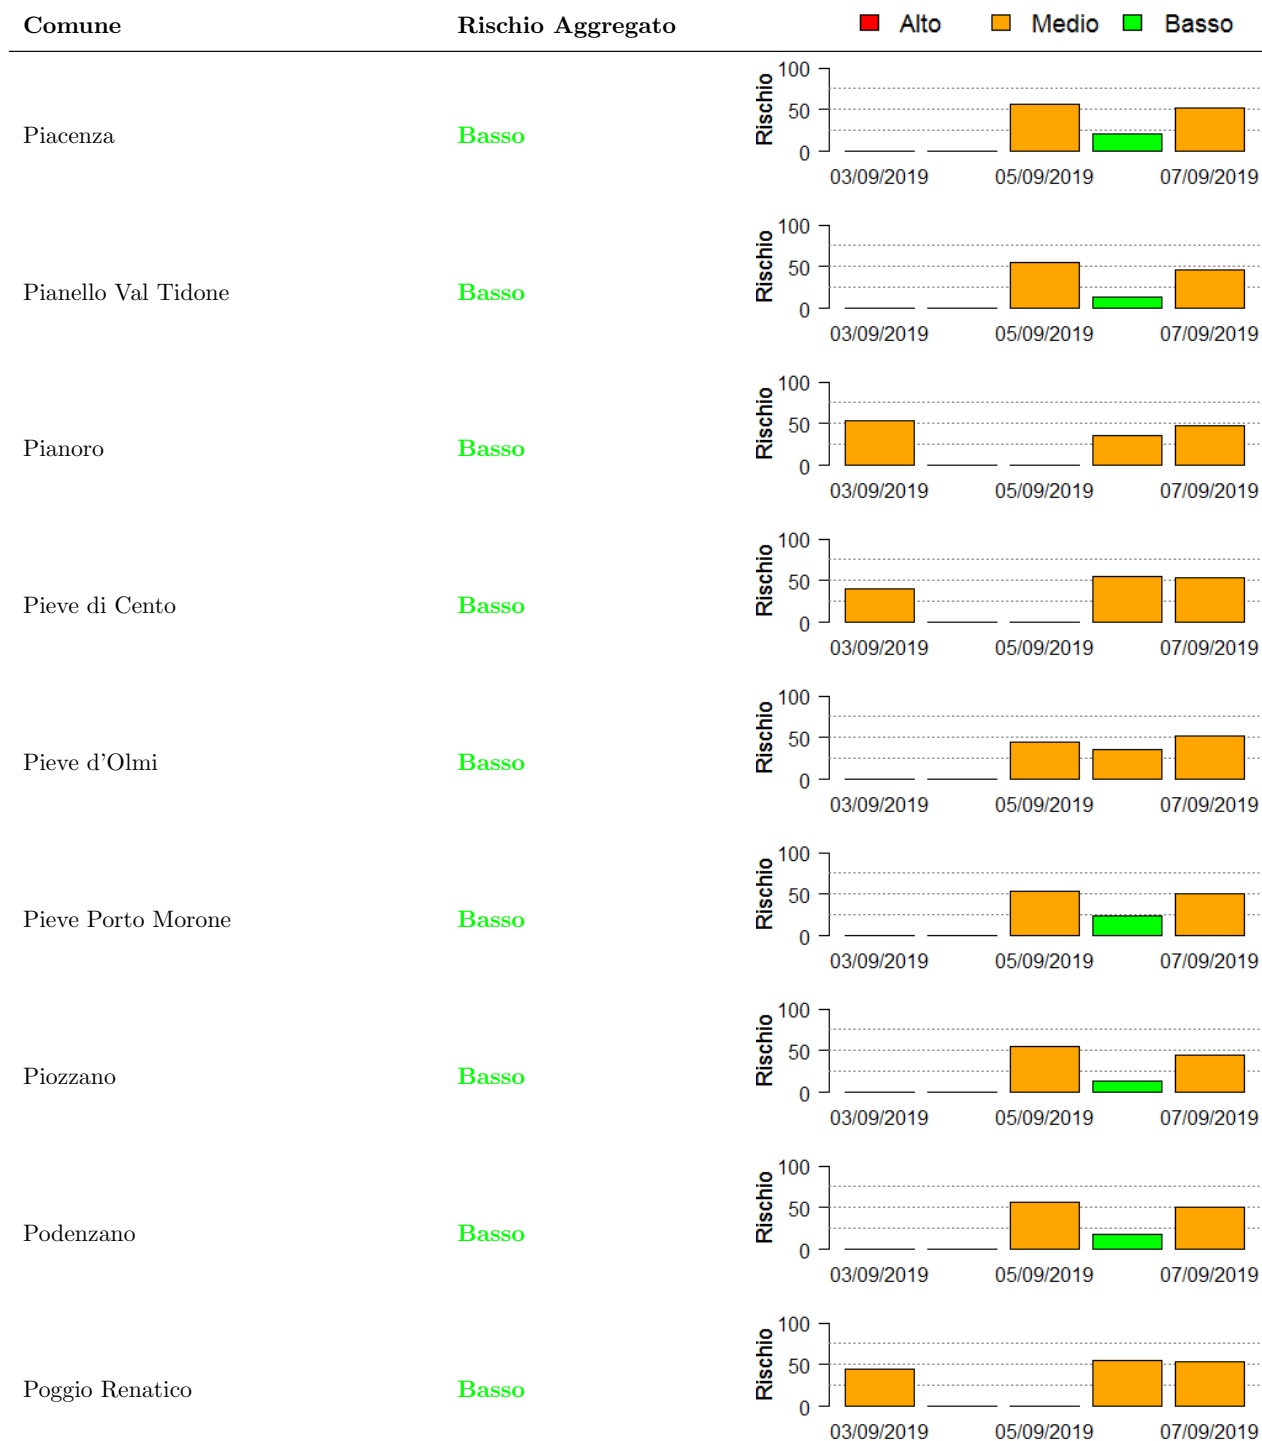 Comune Rischio Aggregato Alto Medio Basso
Piacenza Basso
Rischio
100
50
0
03/09/2019 05/09/2019 07/09/2019
Pianello Val Tidone Basso
Rischio
100
50
0
03/09/2019 05/09/2019 07/09/2019
Pianoro Basso
Rischio
100
50
0
03/09/2019 05/09/2019 07/09/2019
Pieve di Cento Basso
Rischio
100
50
0
03/09/2019 05/09/2019 07/09/2019
Pieve d'Olmi Basso
Rischio
100
50
0
03/09/2019 05/09/2019 07/09/2019
Pieve Porto Morone Basso
Rischio
100
50
0
03/09/2019 05/09/2019 07/09/2019
Piozzano Basso
Rischio
100
50
0
03/09/2019 05/09/2019 07/09/2019
Podenzano Basso
Rischio
100
50
0
03/09/2019 05/09/2019 07/09/2019
Poggio Renatico Basso
Rischio
100
50
0
03/09/2019 05/09/2019 07/09/2019